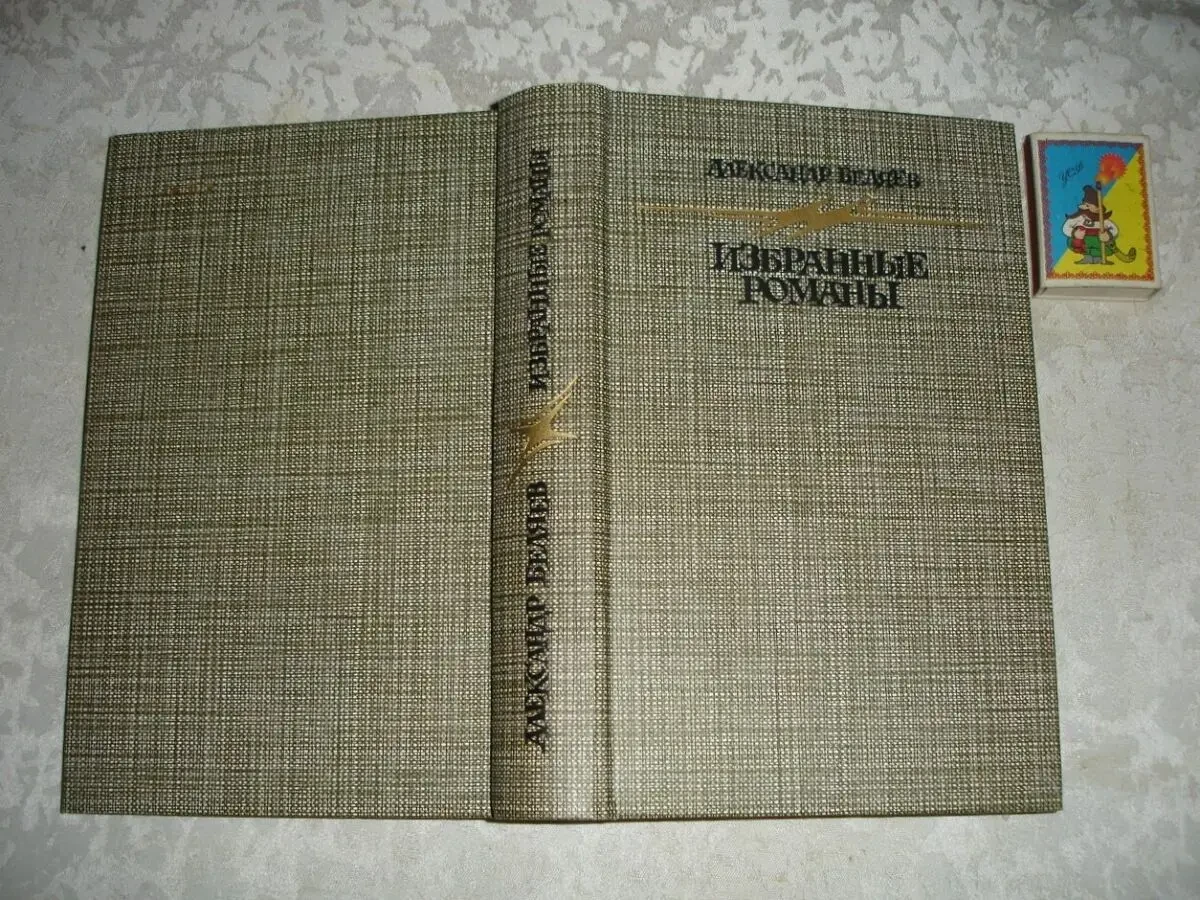 АЛЕКСАНДР БЕЛЯЕВ
ИЗБРАННЫЕ
РОМАНЫ
АЛЕКСАНДР БЕЛЯЕВ ИЗБРАННЫЕ РОМАНЫ